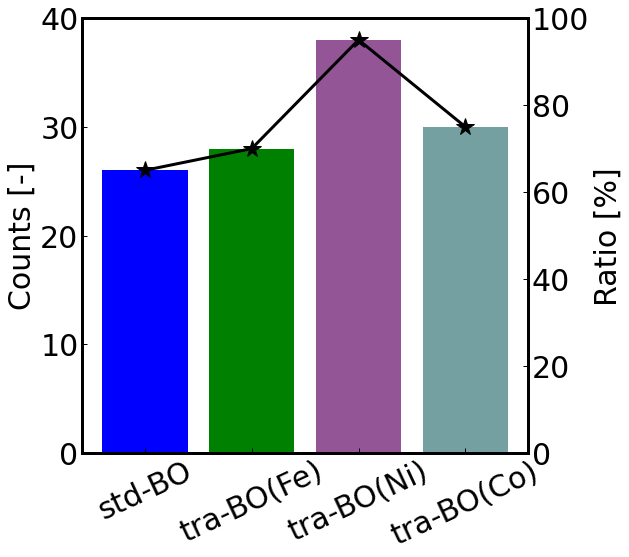 40
30
20
10
0
Counts [-]
100
80
60
40
20
0
Ratio [%]
std-BO
tra-BO(Fe)
tra-BO(Ni)
tra-BO(Co)